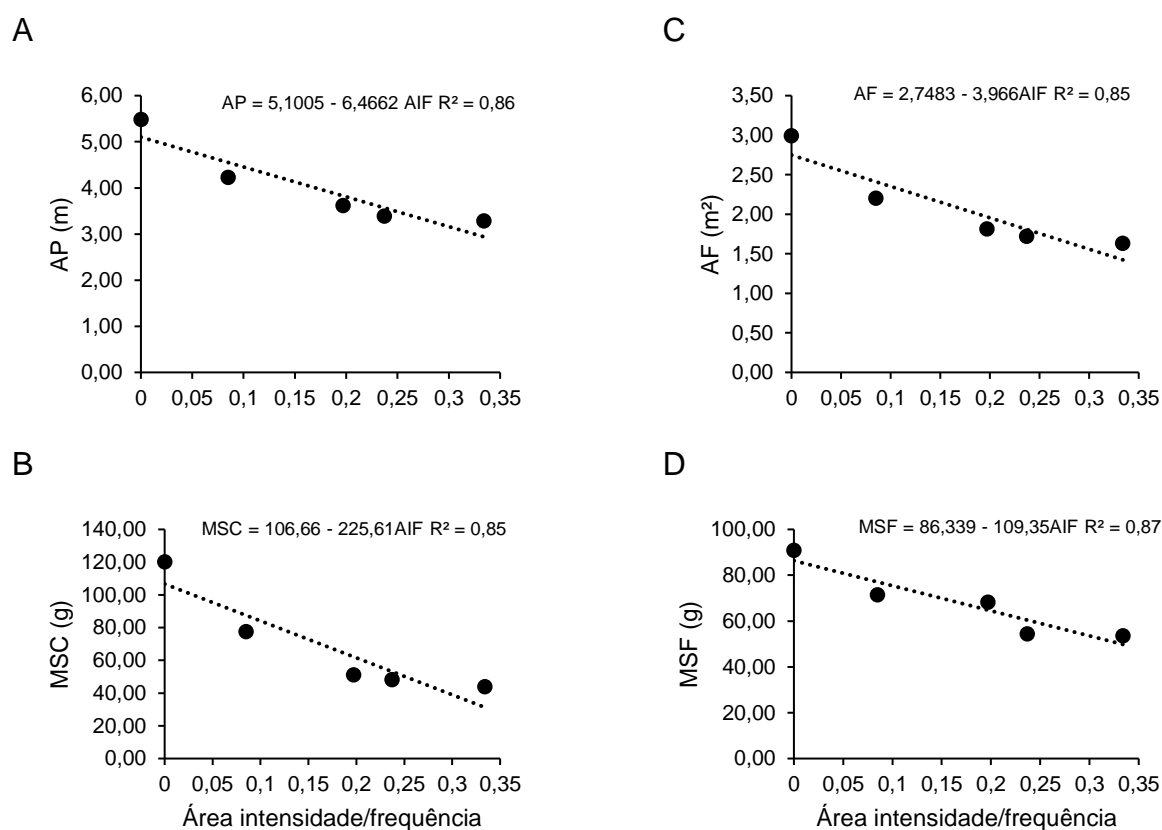 A
AP = 5,1005 - 6,4662 AIF R² = 0,86
6,00
5,00
4,00
3,00
2,00
1,00
0,00
AP (m)
0 0,05 0,1 0,15 0,2 0,25 0,3 0,35
C
AF = 2,7483 - 3,966AIF R² = 0,85
3,50
3,00
2,50
2,00
1,50
1,00
0,50
0,00
AF (m²)
0 0,05 0,1 0,15 0,2 0,25 0,3 0,35
B
MSC = 106,66 - 225,61AIF R² = 0,85
140,00
120,00
100,00
80,00
60,00
40,00
20,00
0,00
MSC (g)
0 0,05 0,1 0,15 0,2 0,25 0,3 0,35
Área intensidade/frequência
D
MSF = 86,339 - 109,35AIF R² = 0,87
100,00
80,00
60,00
40,00
20,00
0,00
MSF (g)
0 0,05 0,1 0,15 0,2 0,25 0,3 0,35
Área intensidade/frequência